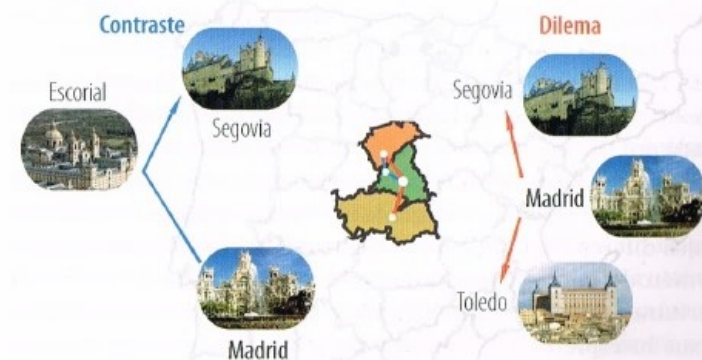 Contraste
Escorial
Segovia
Madrid
Dilema
Segovia
Madrid
Toledo